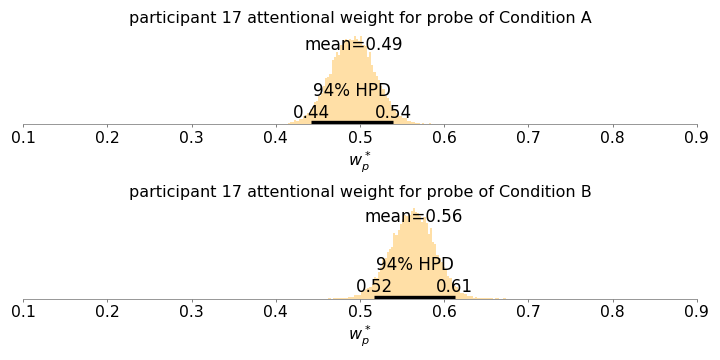 participant 17 attentional weight for probe of Condition A
mean=0.49
94% HPD
0.44 0.54
0.1 0.2 0.3 0.4 0.5 0.6 0.7 0.8 0.9
w_p^*
participant 17 attentional weight for probe of Condition B
mean=0.56
94% HPD
0.52 0.61
0.1 0.2 0.3 0.4 0.5 0.6 0.7 0.8 0.9
w_p^*